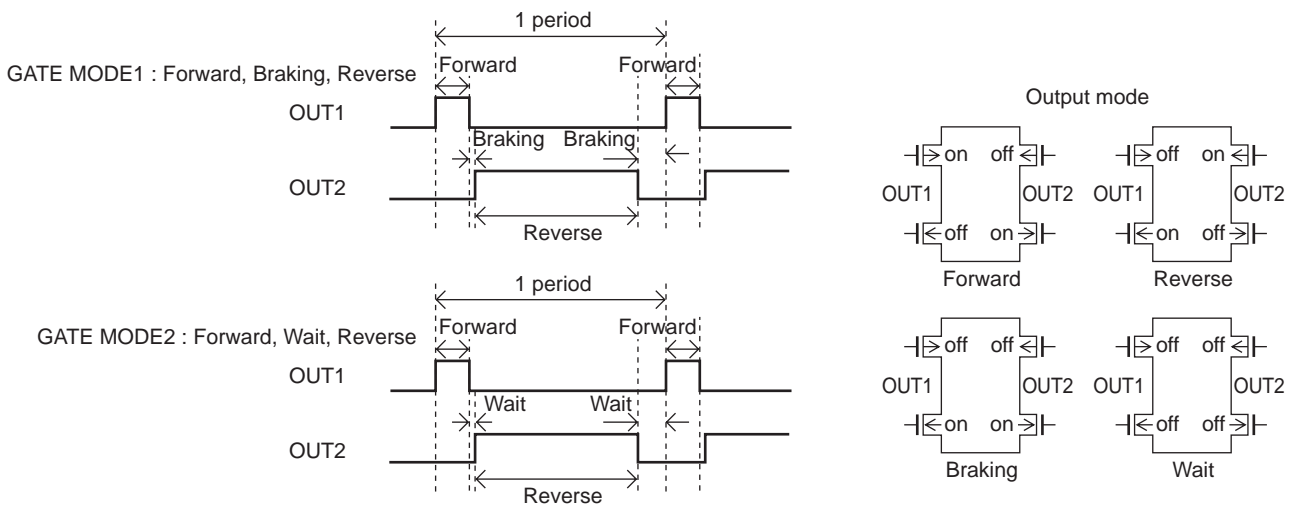 1 period
GATE MODE1 : Forward, Braking, Reverse
Forward
Forward
OUT1
Braking
Braking
OUT2
Reverse
1 period
GATE MODE2 : Forward, Wait, Reverse
Forward
Forward
OUT1
Wait
Wait
OUT2
Reverse
Output mode
on off
OUT1 OUT2
off on
Forward
off on
OUT1 OUT2
on off
Reverse
off off
OUT1 OUT2
on on
Braking
off off
OUT1 OUT2
off off
Wait